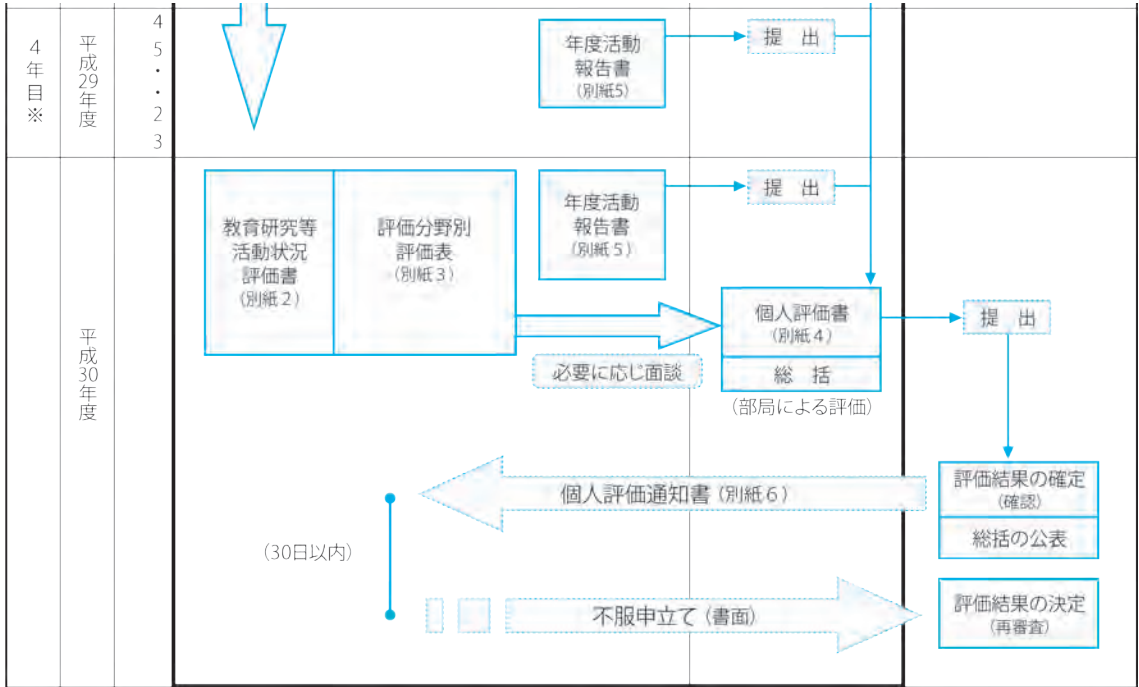 4年目※
平成29年度
4
5
・
・
2
3
年度活動
報告書
(別紙5)
提 出
平成30年度
教育研究等
活動状況
評価書
(別紙2)
評価分野別
評価表
(別紙3)
年度活動
報告書
(別紙5)
提 出
個人評価書
(別紙4)
総 括
(部局による評価)
提 出
必要に応じ面談
評価結果の確定
(確認)
総括の公表
個人評価通知書(別紙6)
(30日以内)
不服申立て(書面)
評価結果の決定
(再審査)